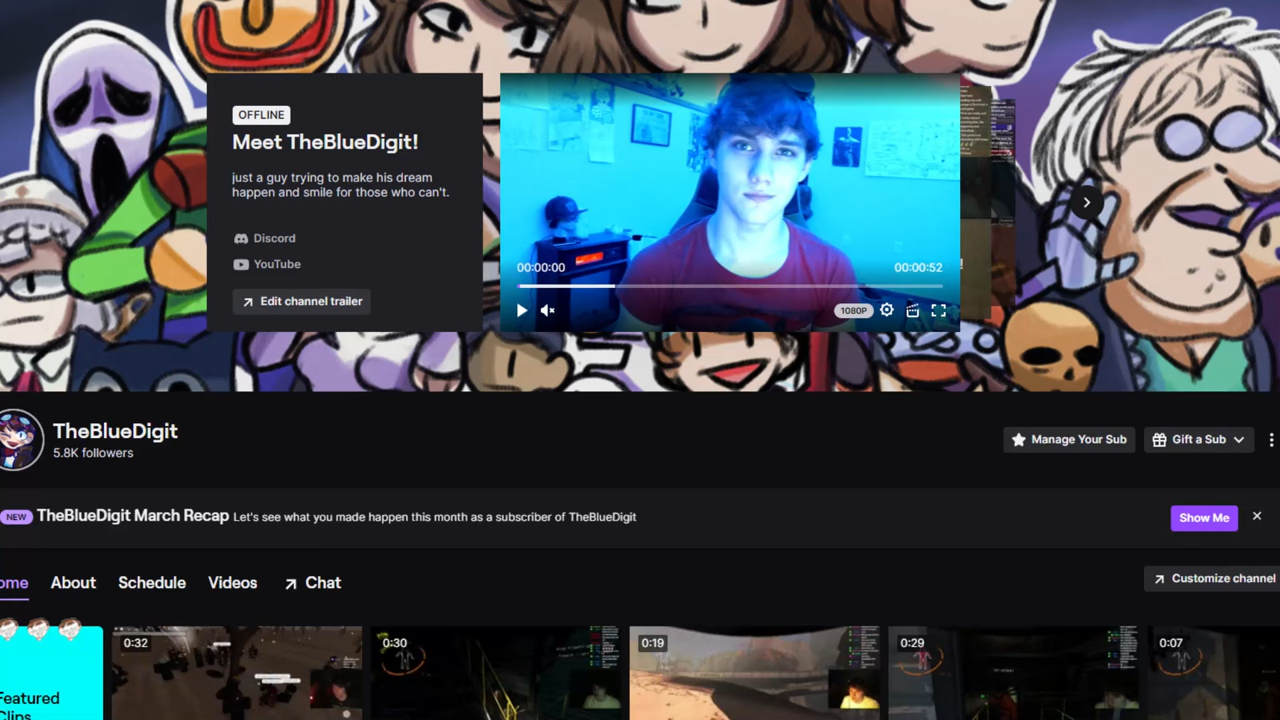 OFFLINE
Meet TheBlueDigit!
just a guy trying to make his dream
happen and smile for those who can't.
Discord
YouTube
Edit channel trailer
00:00:00
00:00:52
1080P
TheBlueDigit
5.8K followers
Manage Your Sub
Gift a Sub
NEW TheBlueDigit March Recap Let's see what you made happen this month as a subscriber of TheBlueDigit
Show Me
ome About Schedule Videos Chat
Customize channel
0:32
0:30
0:19
0:29
0:07
Featured
Clips